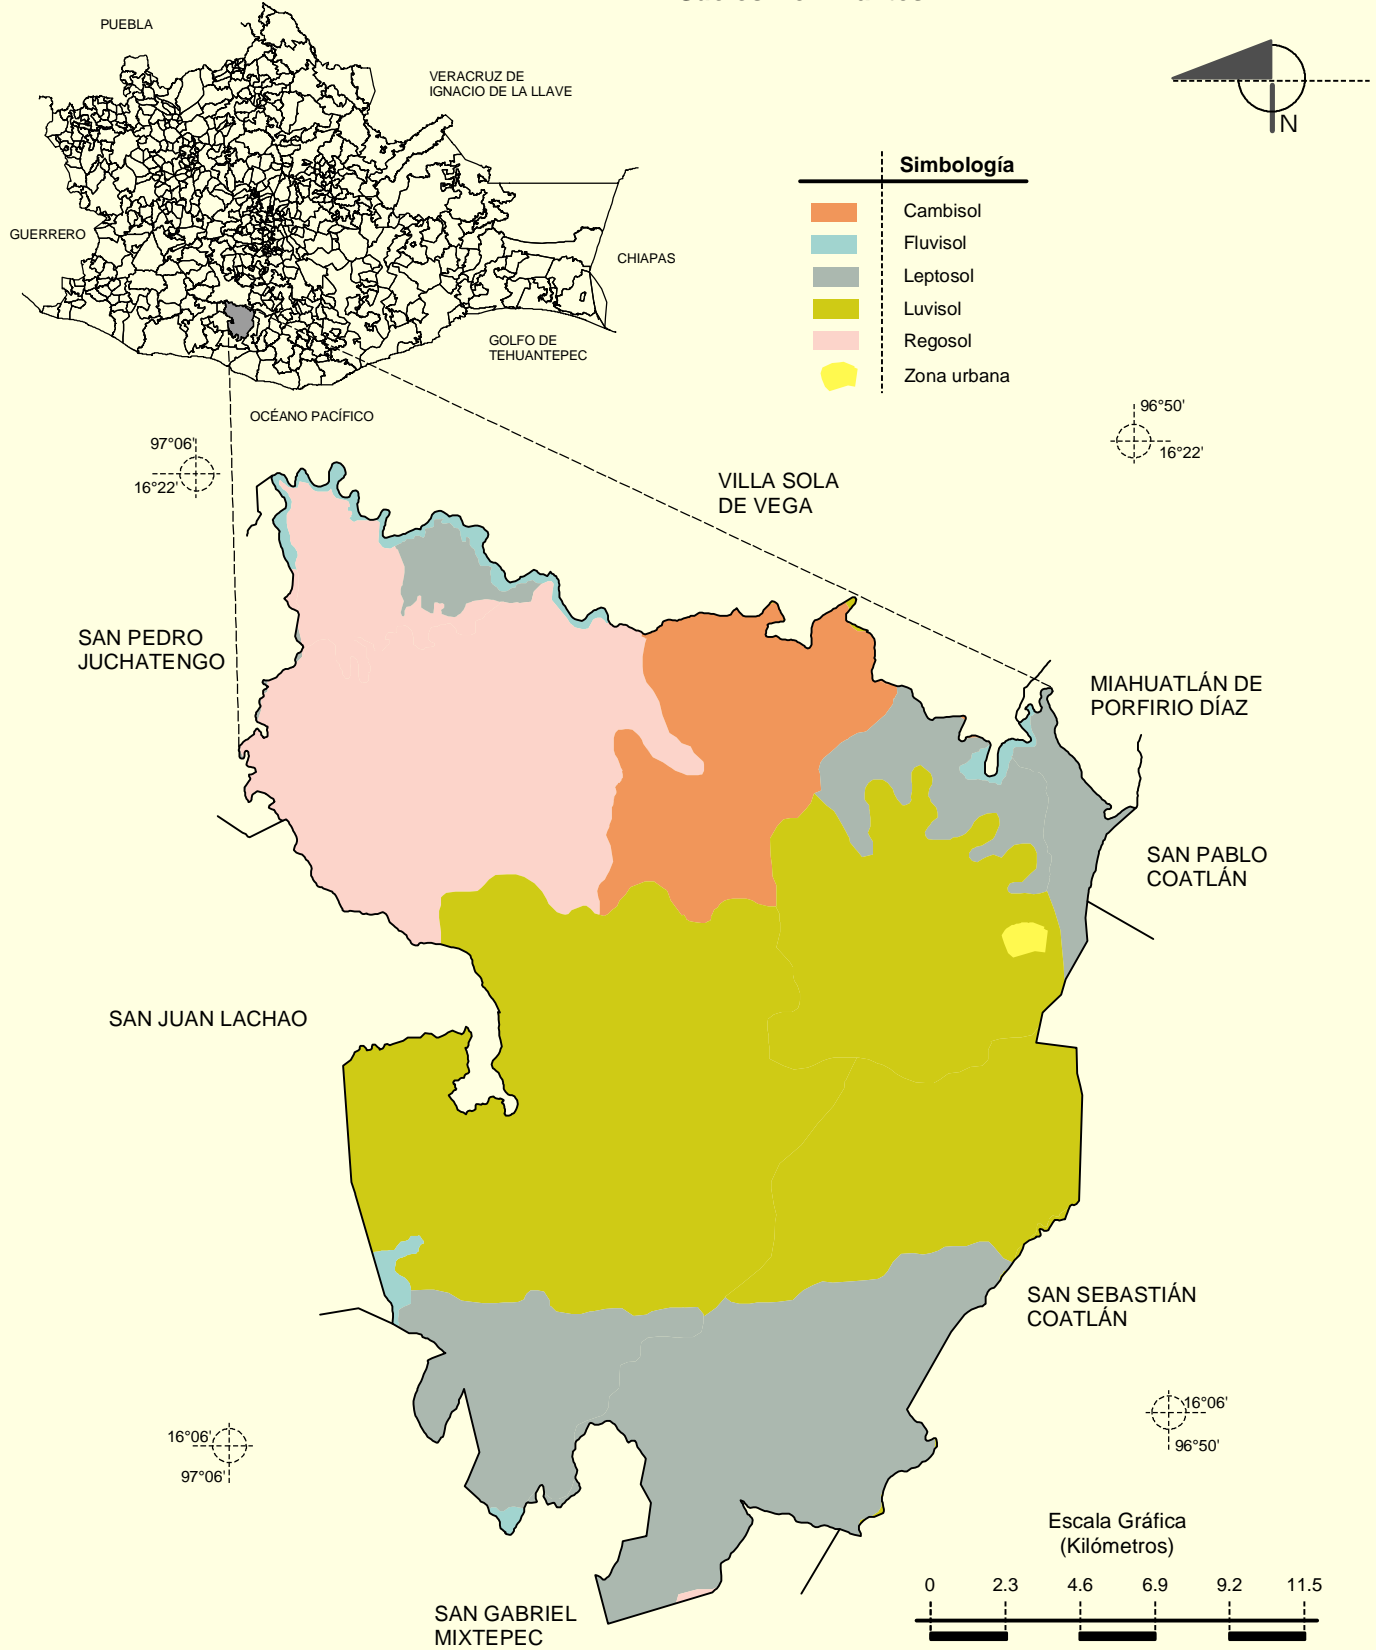 PUEBLA
VERACRUZ DE
IGNACIO DE LA LLAVE
GUERRERO
CHIAPAS
GOLFO DE
TEHUANTEPEC
OCÉANO PACÍFICO
N
Simbología
Cambisol
Fluvisol
Leptosol
Luvisol
Regosol
Zona urbana
97°06'
16°22'
96°50'
16°22'
VILLA SOLA
DE VEGA
SAN PEDRO
JUCHATENGO
MIAHUATLÁN DE
PORFIRIO DÍAZ
SAN PABLO
COATLÁN
SAN JUAN LACHAO
SAN SEBASTIÁN
COATLÁN
16°06'
97°06'
16°06'
96°50'
SAN GABRIEL
MIXTEPEC
Escala Gráfica
(Kilómetros)
0 2.3 4.6 6.9 9.2 11.5